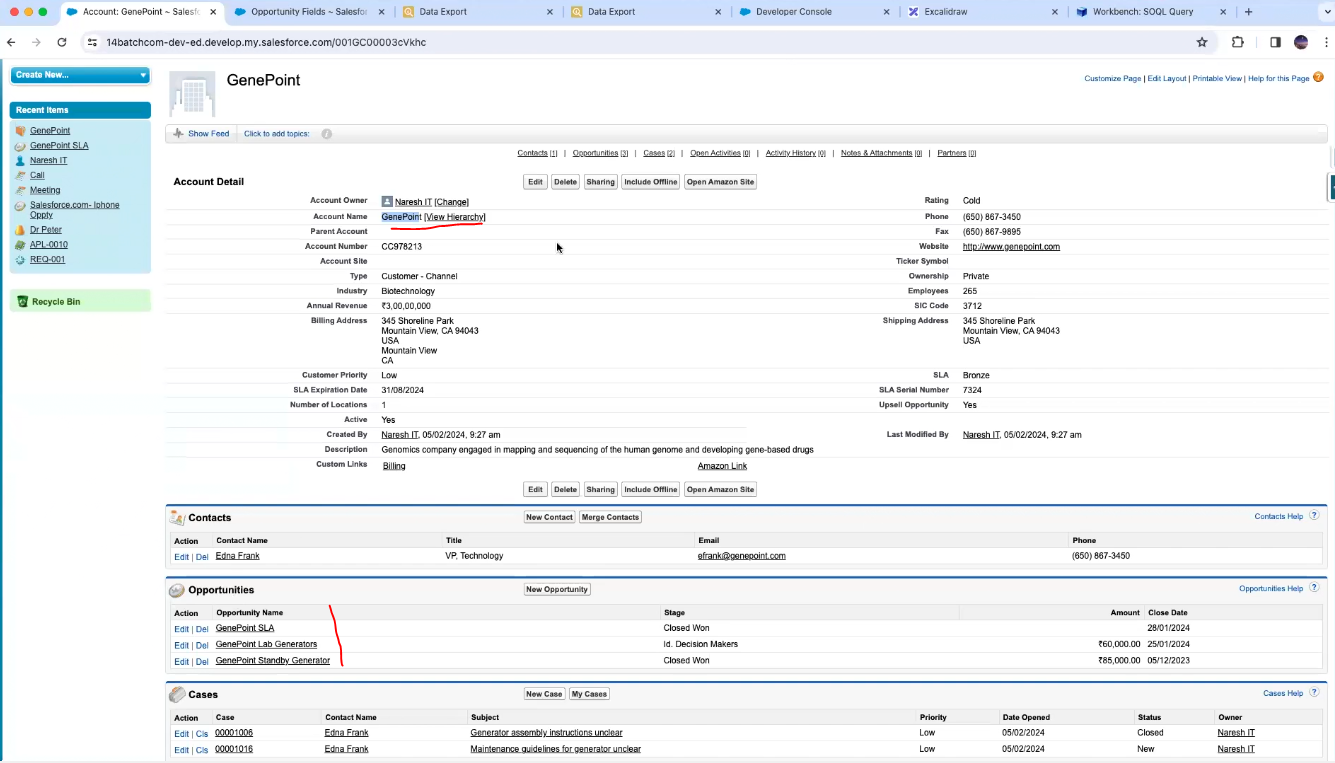 Account: GenePoint ~ Salesfo
Opportunity Fields ~ Salesfor
Data Export
Data Export
Developer Console
Excalidraw
Workbench: SOQL Query
14batchcom-dev-ed.develop.my.salesforce.com/001GC00003cVkhc
Create New...
Recent Items
GenePoint
GenePoint SLA
Naresh IT
Call
Meeting
Salesforce.com- Iphone
Oppty
Dr Peter
APL-0010
REQ-001
Recycle Bin
GenePoint
Customize Page | Edit Layout | Printable View | Help for this Page ?
Show Feed Click to add topics: i
Contacts [1] | Opportunities [3] | Cases [2] | Open Activities [0] | Activity History [0] | Notes & Attachments [0] | Partners [0]
Account Detail Edit Delete Sharing Include Offline Open Amazon Site
Account Owner Naresh IT [Change] Rating Cold
Account Name GenePoint [View Hierarchy] Phone (650) 867-3450
Parent Account Fax (650) 867-9895
Account Number CC978213 Website http://www.genepoint.com
Account Site Ticker Symbol
Type Customer - Channel Ownership Private
Industry Biotechnology Employees 265
Annual Revenue ₹3,00,00,000 SIC Code 3712
Billing Address 345 Shoreline Park Shipping Address 345 Shoreline Park
Mountain View, CA 94043 Mountain View, CA 94043
USA USA
Mountain View
CA
Customer Priority Low SLA Bronze
SLA Expiration Date 31/08/2024 SLA Serial Number 7324
Number of Locations 1 Upsell Opportunity Yes
Active Yes
Created By Naresh IT, 05/02/2024, 9:27 am Last Modified By Naresh IT, 05/02/2024, 9:27 am
Description Genomics company engaged in mapping and sequencing of the human genome and developing gene-based drugs
Custom Links Billing Amazon Link
Edit Delete Sharing Include Offline Open Amazon Site
Contacts New Contact Merge Contacts Contacts Help ?
Action Contact Name Title Email Phone
Edit | Del Edna Frank VP, Technology efrank@genepoint.com (650) 867-3450
Opportunities New Opportunity Opportunities Help ?
Action Opportunity Name Stage Amount Close Date
Edit | Del GenePoint SLA Closed Won 28/01/2024
Edit | Del GenePoint Lab Generators Id. Decision Makers ₹60,000.00 25/01/2024
Edit | Del GenePoint Standby Generator Closed Won ₹85,000.00 05/12/2023
Cases New Case My Cases Cases Help ?
Action Case Contact Name Subject Priority Date Opened Status Owner
Edit | Cls 00001006 Edna Frank Generator assembly instructions unclear Low 05/02/2024 Closed Naresh IT
Edit | Cls 00001016 Edna Frank Maintenance guidelines for generator unclear Low 05/02/2024 New Naresh IT